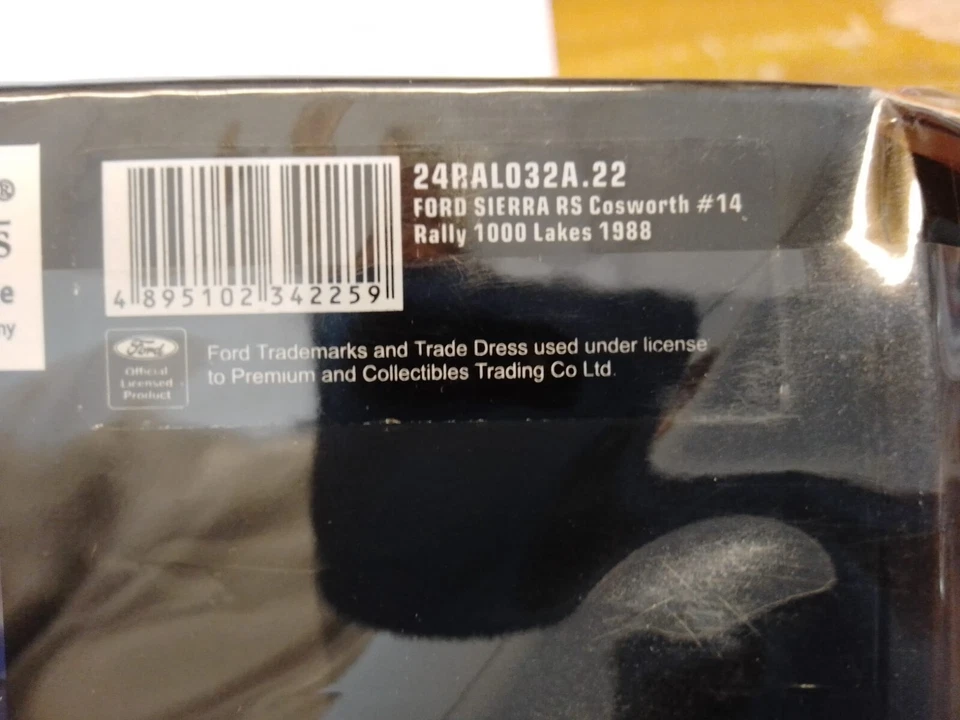 24RAL032A.22
FORD SIERRA RS Cosworth #14
Rally 1000 Lakes 1988
4 895102 342259
Ford
Official
Licensed
Product
Ford Trademarks and Trade Dress used under license
to Premium and Collectibles Trading Co Ltd.
®
S
e
ny